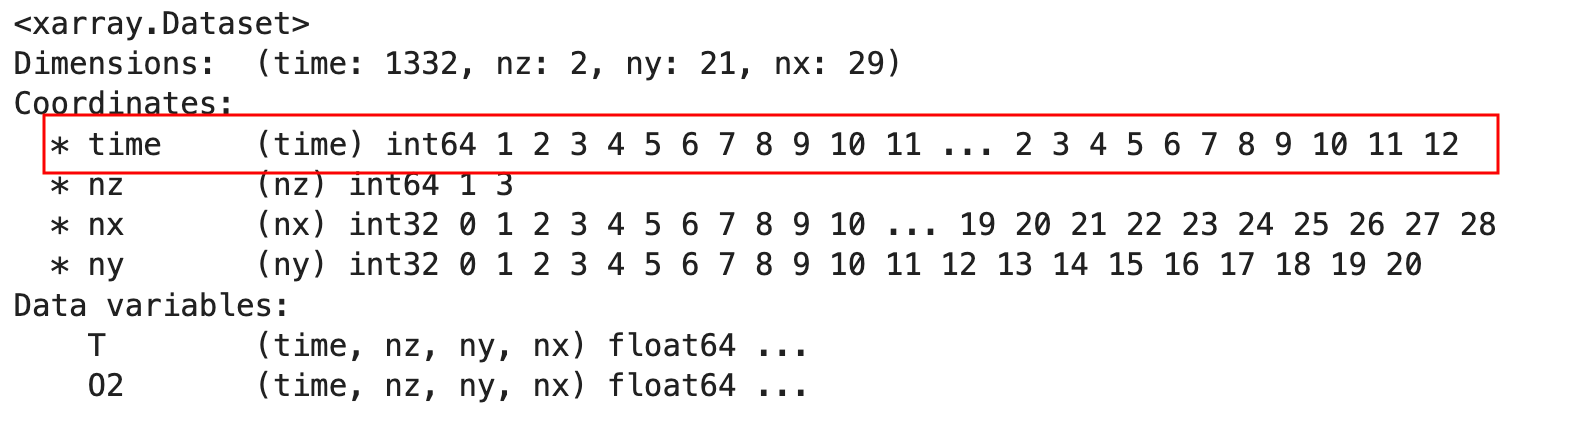 <xarray.Dataset>
Dimensions:  (time: 1332, nz: 2, ny: 21, nx: 29)
Coordinates:
  * time     (time) int64 1 2 3 4 5 6 7 8 9 10 11 ... 2 3 4 5 6 7 8 9 10 11 12
  * nz       (nz) int64 1 3
  * nx       (nx) int32 0 1 2 3 4 5 6 7 8 9 10 ... 19 20 21 22 23 24 25 26 27 28
  * ny       (ny) int32 0 1 2 3 4 5 6 7 8 9 10 11 12 13 14 15 16 17 18 19 20
Data variables:
    T        (time, nz, ny, nx) float64 ...
    O2       (time, nz, ny, nx) float64 ...